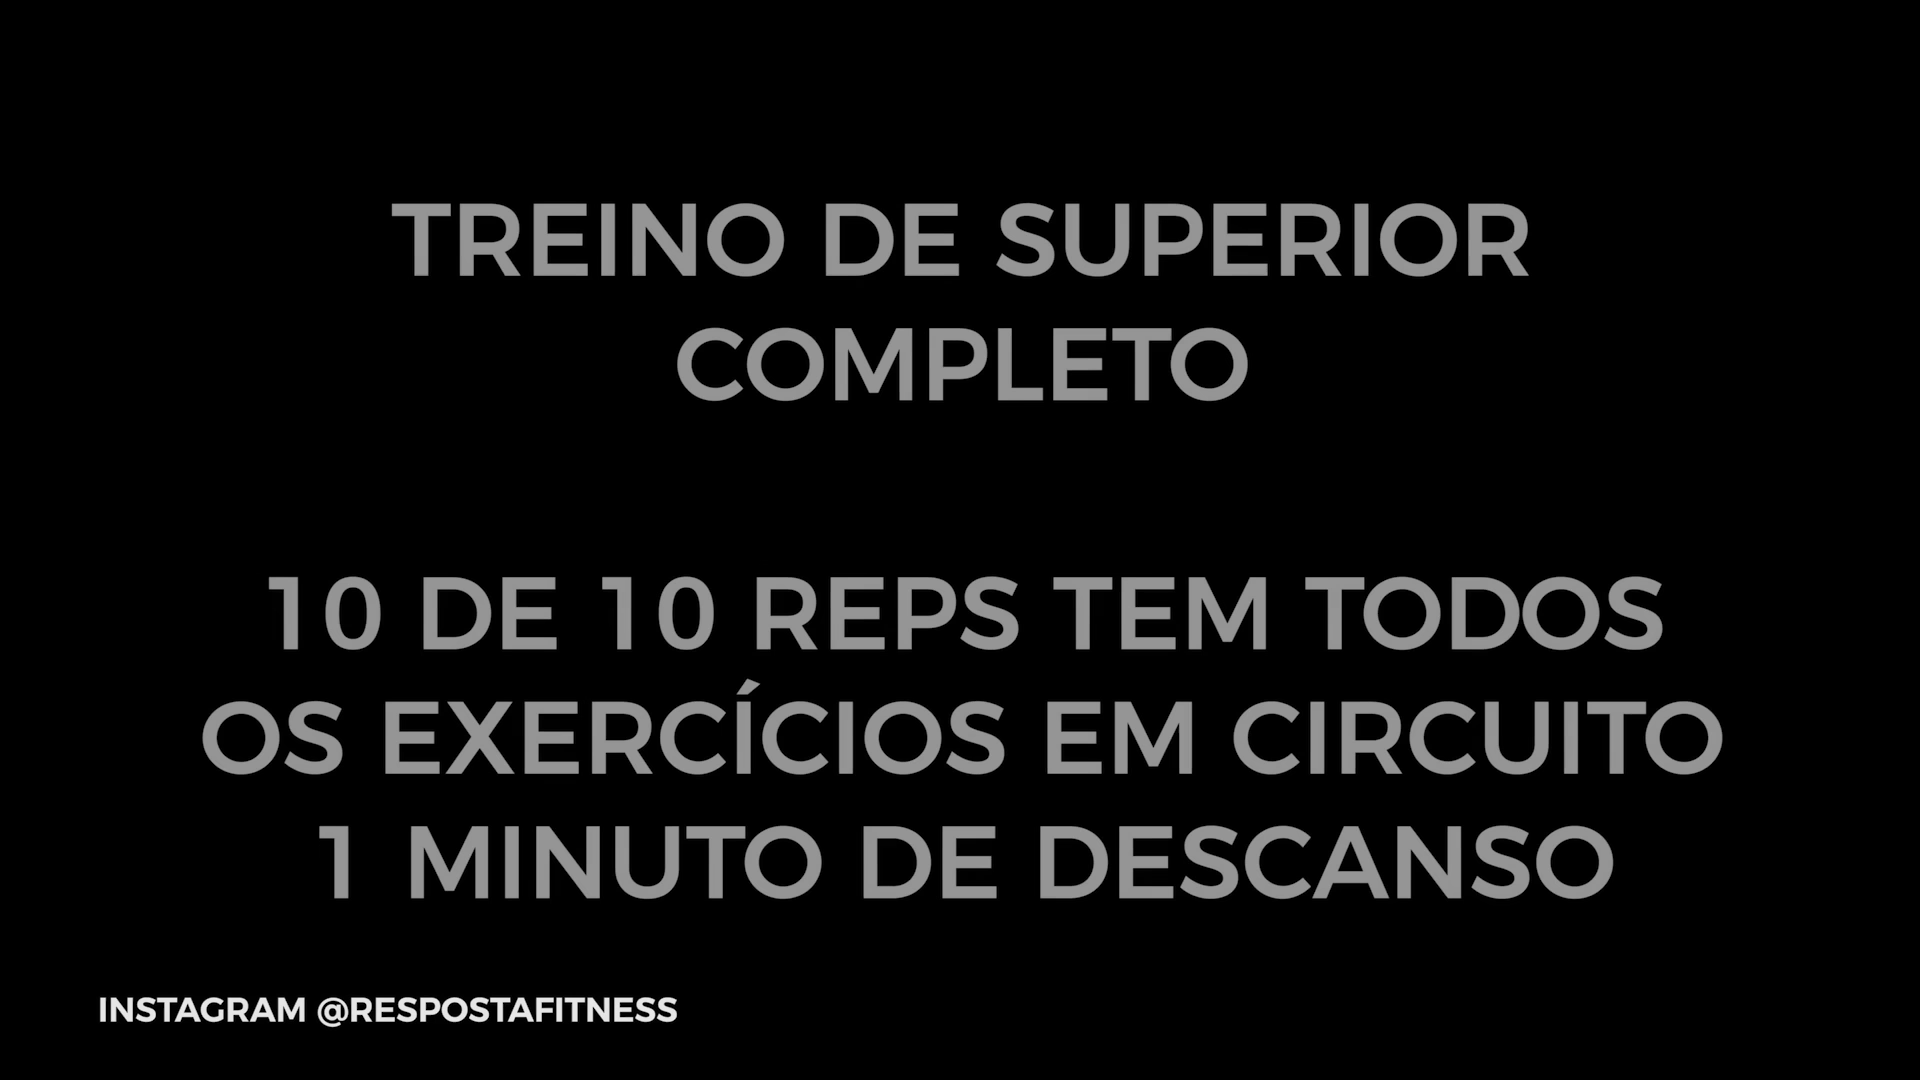 TREINO DE SUPERIOR
COMPLETO
10 DE 10 REPS TEM TODOS
OS EXERCÍCIOS EM CIRCUITO
1 MINUTO DE DESCANSO
INSTAGRAM @RESPOSTAFITNESS